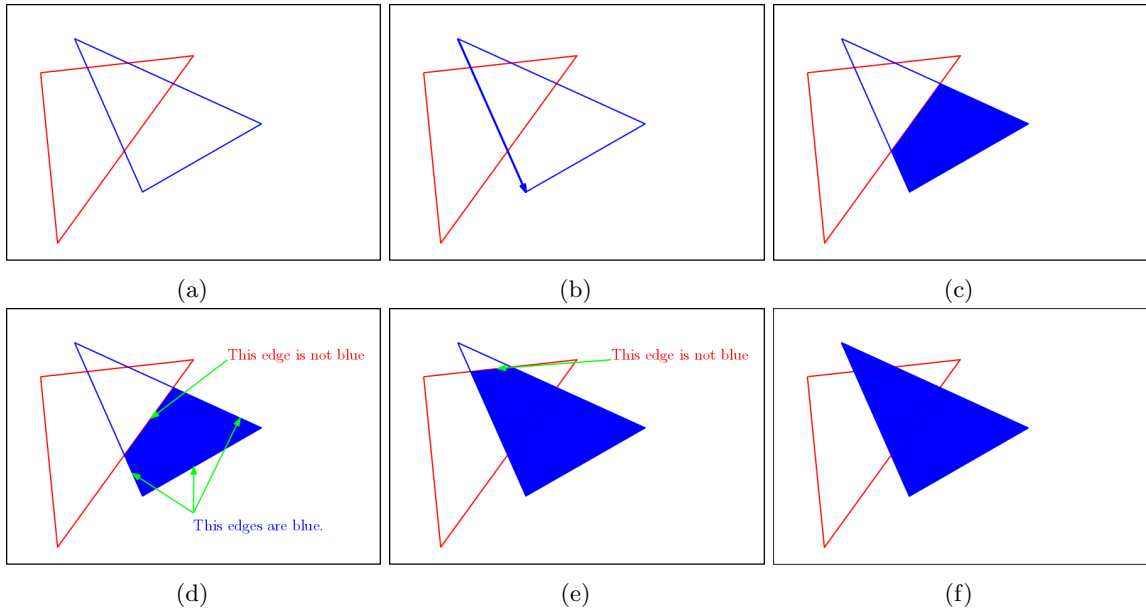 (a)
(b)
(c)
This edge is not blue
This edges are blue.
This edge is not blue
(d)
(e)
(f)